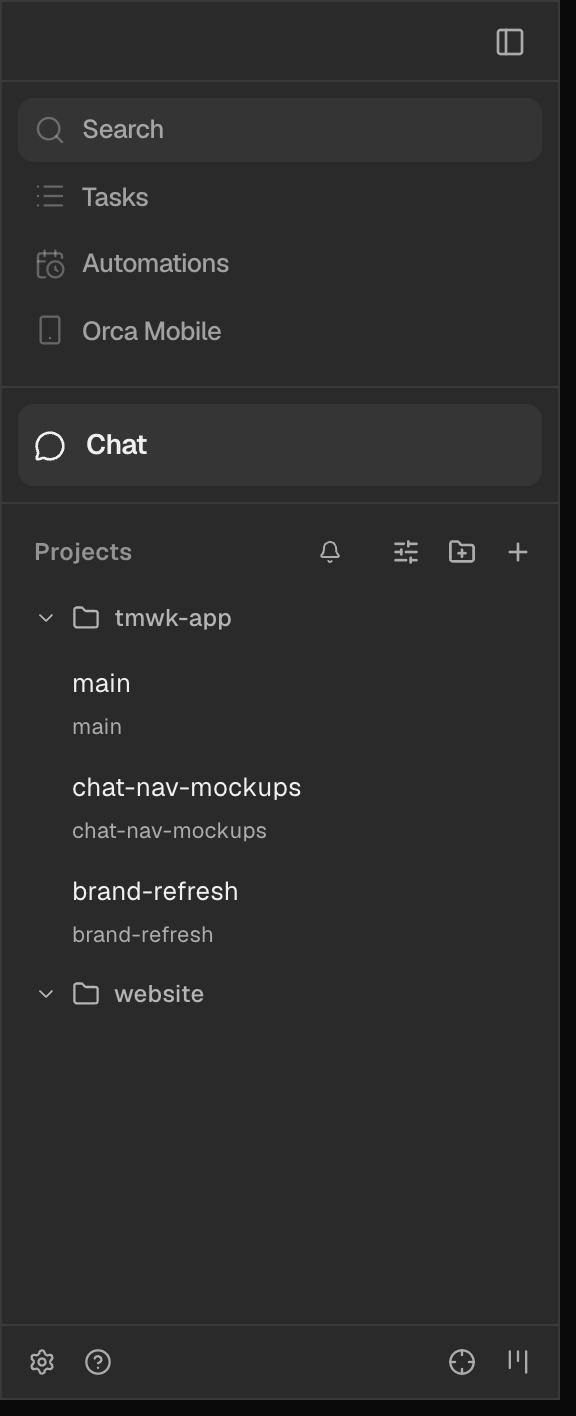 Search
Tasks
Automations
Orca Mobile
Chat
Projects
tmwk-app
main
main
chat-nav-mockups
chat-nav-mockups
brand-refresh
brand-refresh
website